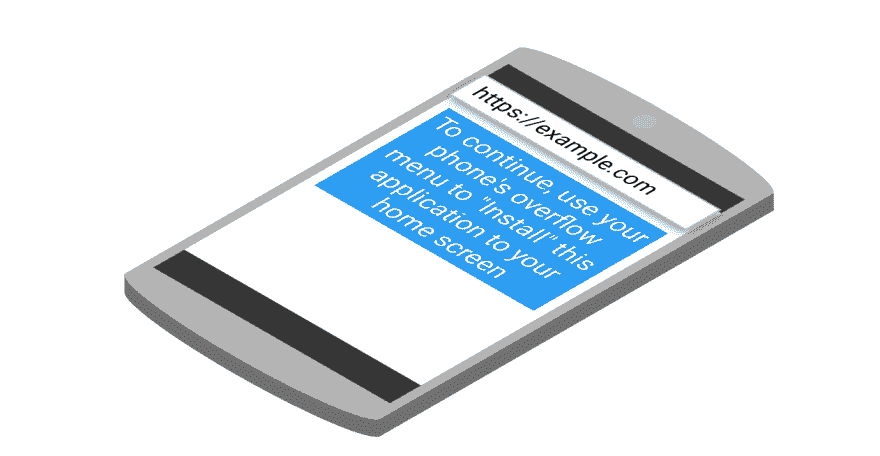 https://example.com
To continue, use your
phone's overflow
menu to "Install" this
application to your
home screen